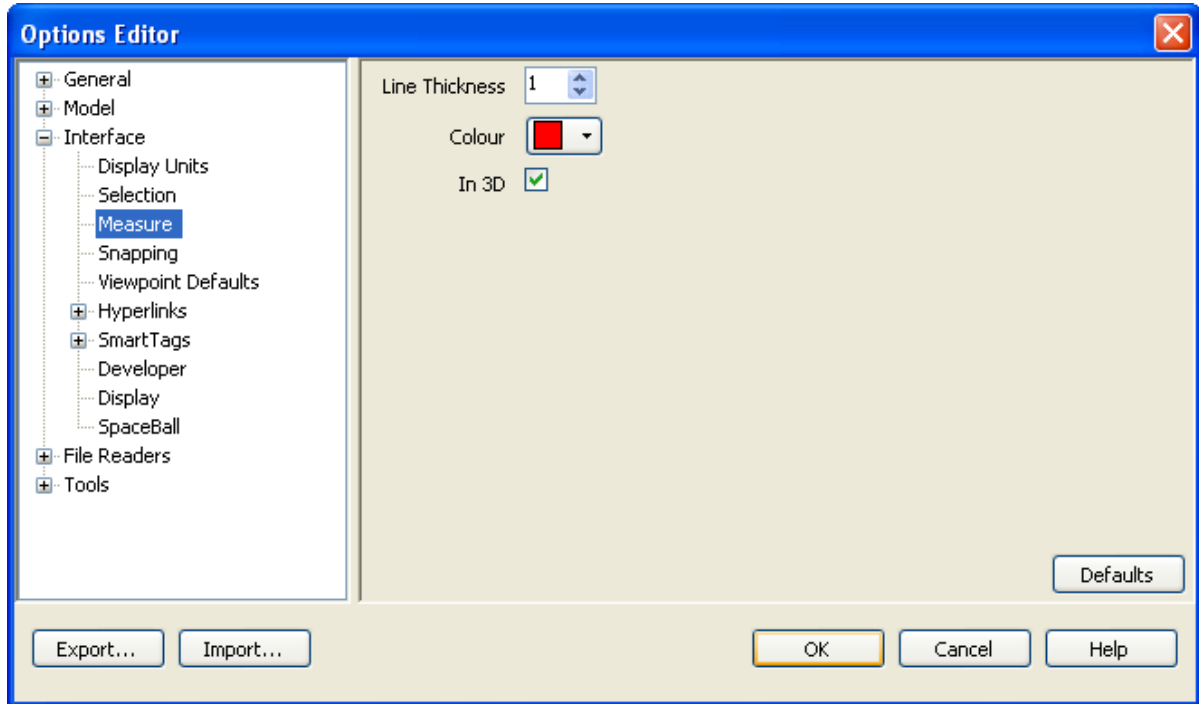 Options Editor
General
Model
Interface
Display Units
Selection
Measure
Snapping
Viewpoint Defaults
Hyperlinks
SmartTags
Developer
Display
SpaceBall
File Readers
Tools
Line Thickness 1
Colour
In 3D
Defaults
Export... Import... OK Cancel Help